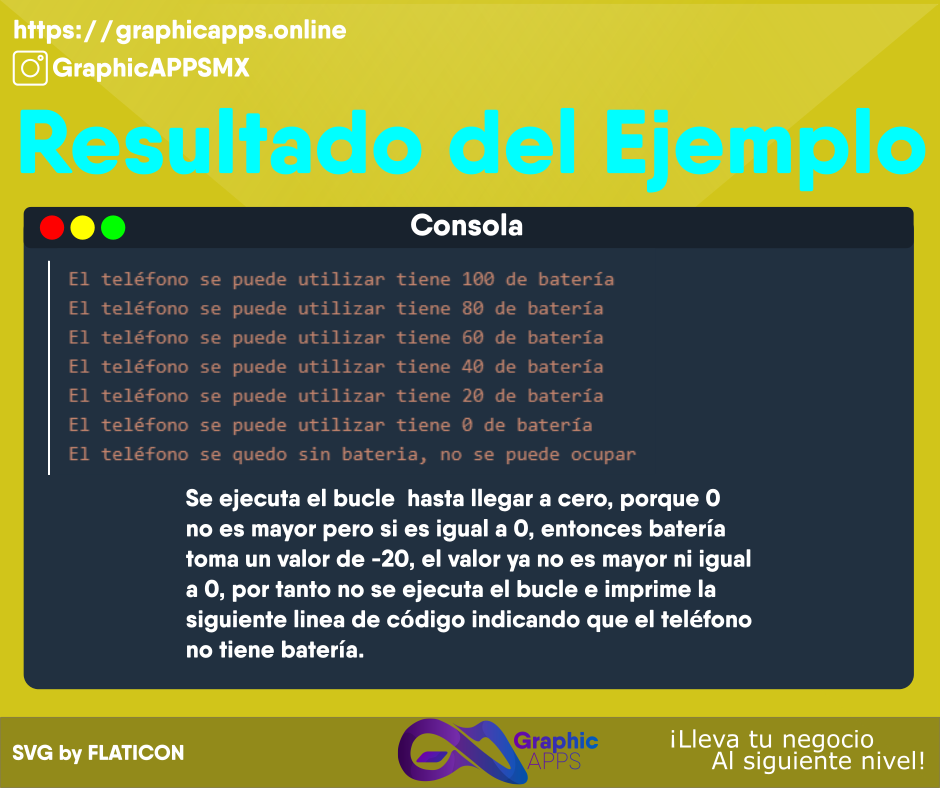 https://graphicapps.online
GraphicAPPSMX
Resultado del Ejemplo
Consola
El teléfono se puede utilizar tiene 100 de batería
El teléfono se puede utilizar tiene 80 de batería
El teléfono se puede utilizar tiene 60 de batería
El teléfono se puede utilizar tiene 40 de batería
El teléfono se puede utilizar tiene 20 de batería
El teléfono se puede utilizar tiene 0 de batería
El teléfono se quedo sin bateria, no se puede ocupar
Se ejecuta el bucle  hasta llegar a cero, porque 0
no es mayor pero si es igual a 0, entonces batería
toma un valor de -20, el valor ya no es mayor ni igual
a 0, por tanto no se ejecuta el bucle e imprime la
siguiente linea de código indicando que el teléfono
no tiene batería.
SVG by FLATICON
Graphic
APPS
¡Lleva tu negocio
Al siguiente nivel!